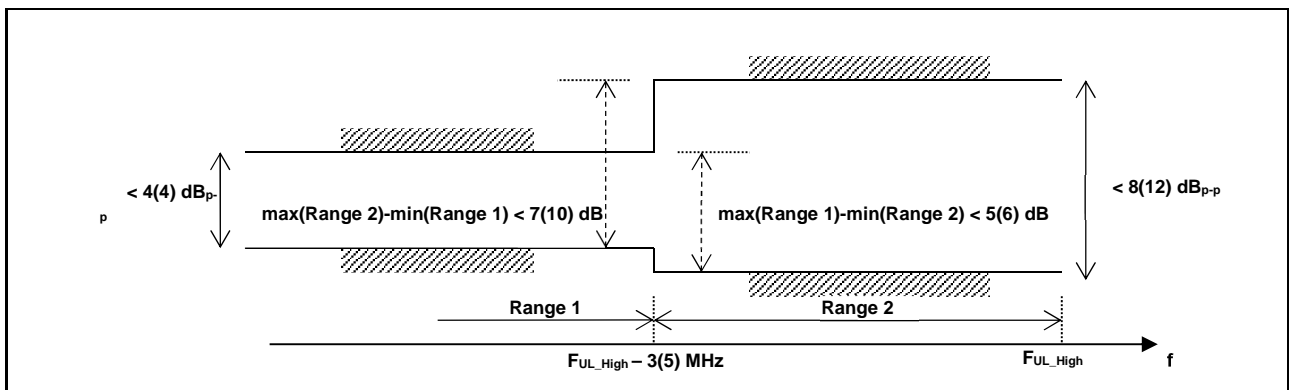 < 4(4) dBp-
p
max(Range 2)-min(Range 1) < 7(10) dB
max(Range 1)-min(Range 2) < 5(6) dB
< 8(12) dBp-p
Range 1
Range 2
FUL_High – 3(5) MHz
FUL_High
f